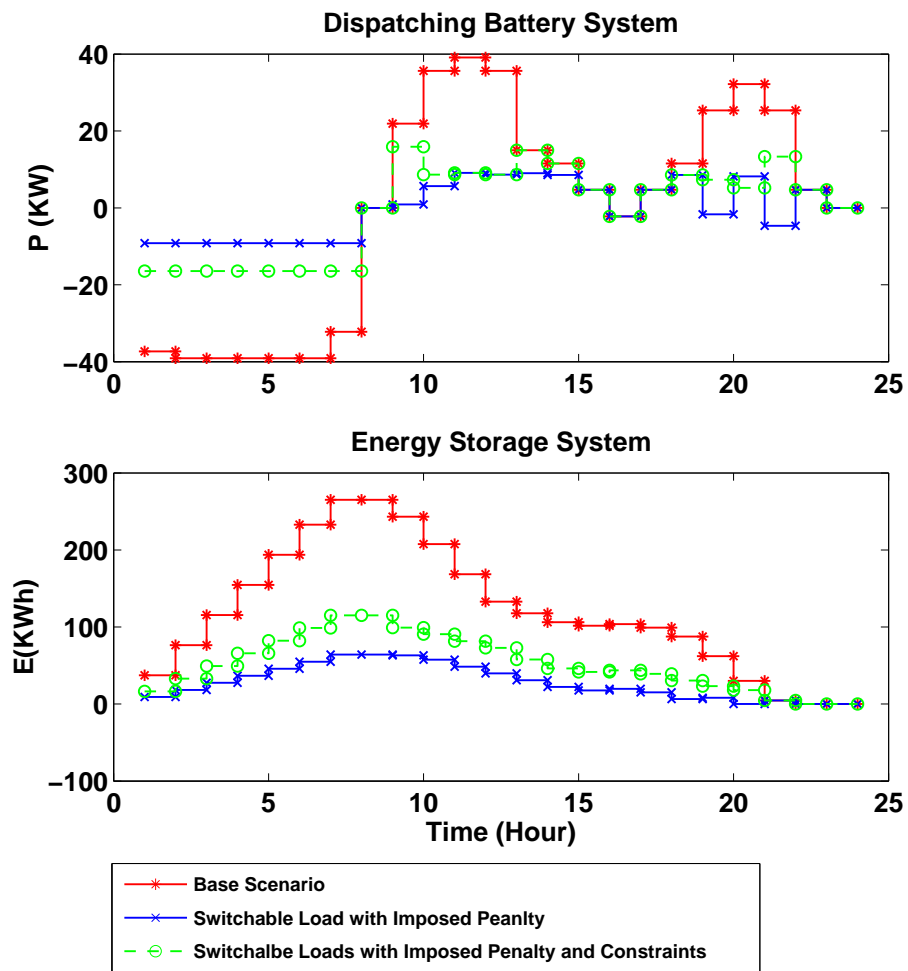 Dispatching Battery System
40
20
0
−20
−40
P (KW)
0
5
10
15
20
25
Energy Storage System
300
200
100
0
−100
E(KWh)
0
5
10
15
20
25
Time (Hour)
Base Scenario
Switchable Load with Imposed Peanlty
Switchalbe Loads with Imposed Penalty and Constraints